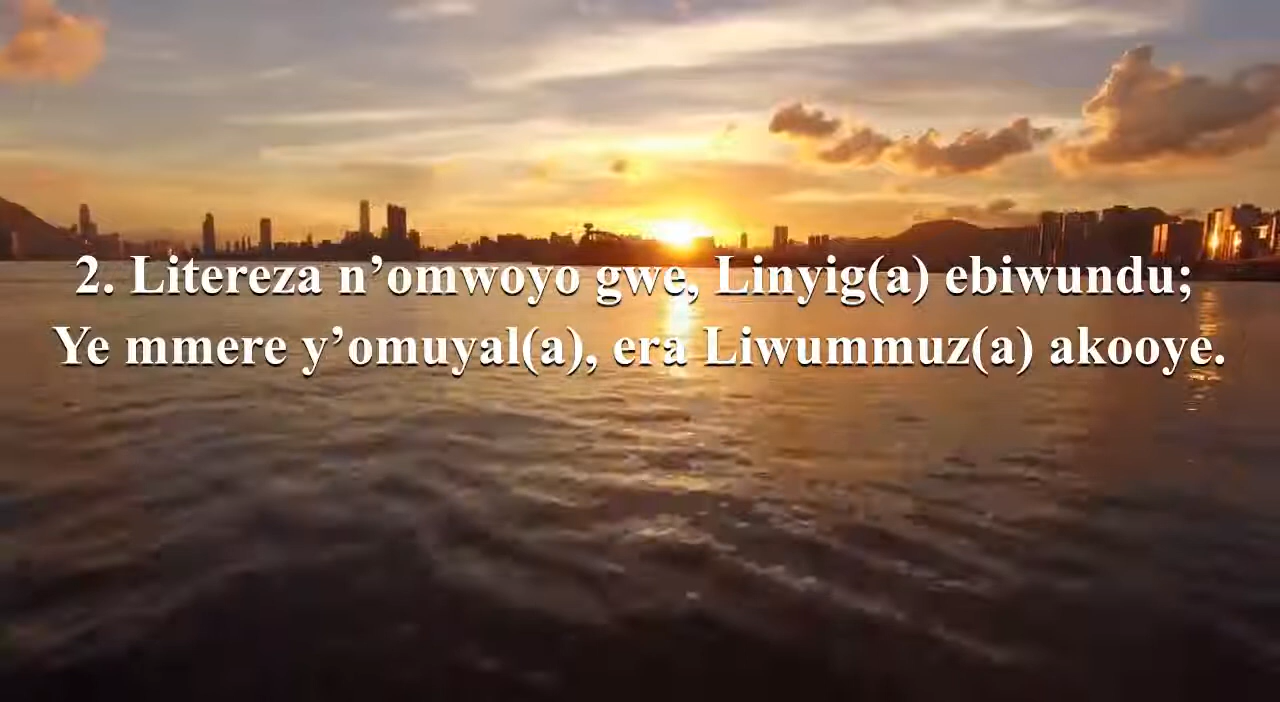 2. Litereza n’omwoyo gwe, Linyig(a) ebiwundu;
Ye mmere y’omuyal(a), era Liwummuz(a) akooye.